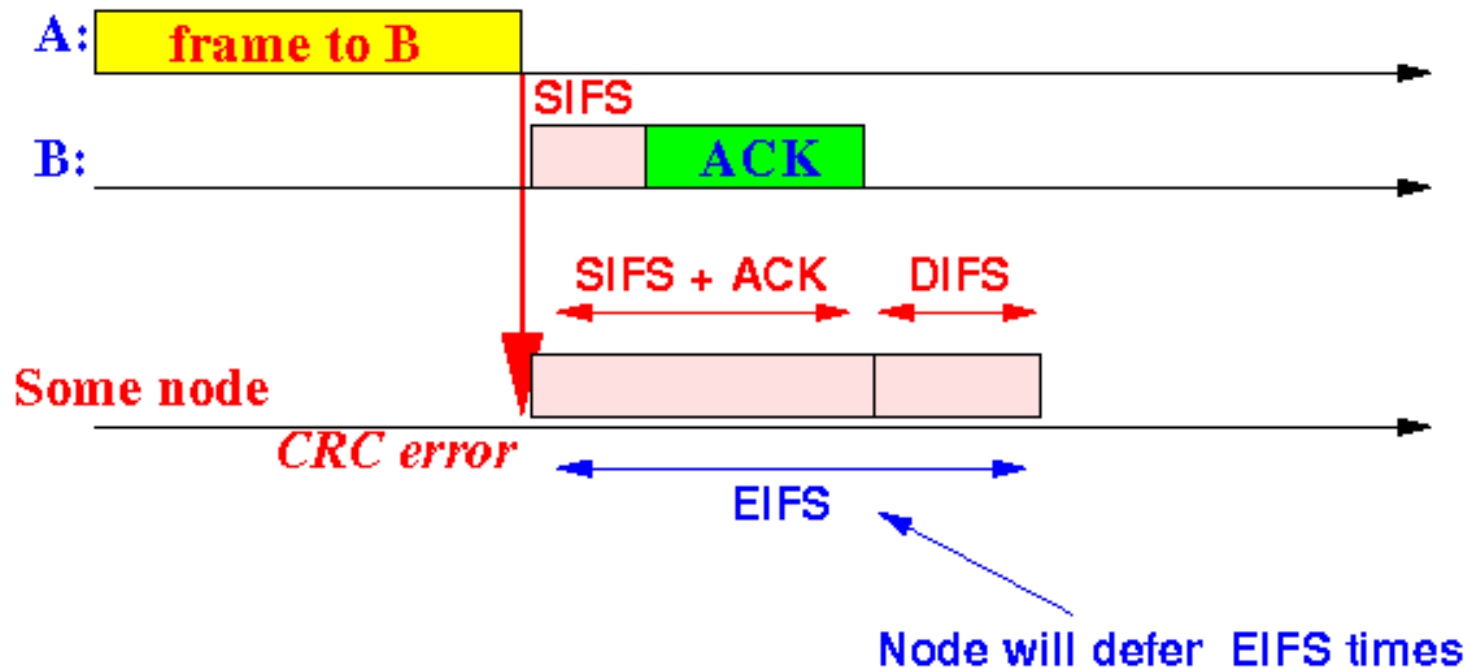 A:
frame to B
SIFS
B:
ACK
SIFS + ACK
DIFS
Some node
CRC error
EIFS
Node will defer EIFS times